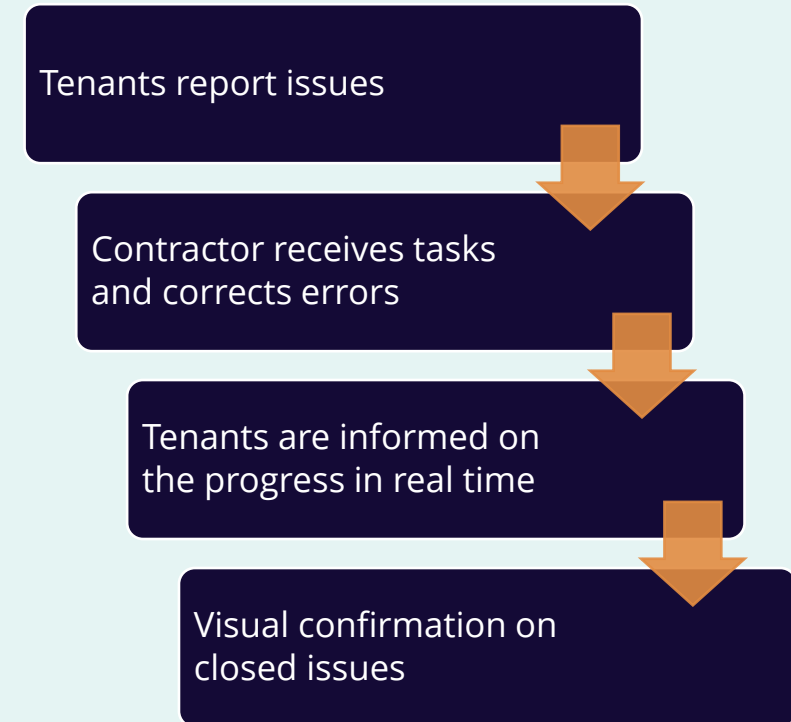 Tenants report issues
Contractor receives tasks
and corrects errors
Tenants are informed on
the progress in real time
Visual confirmation on
closed issues